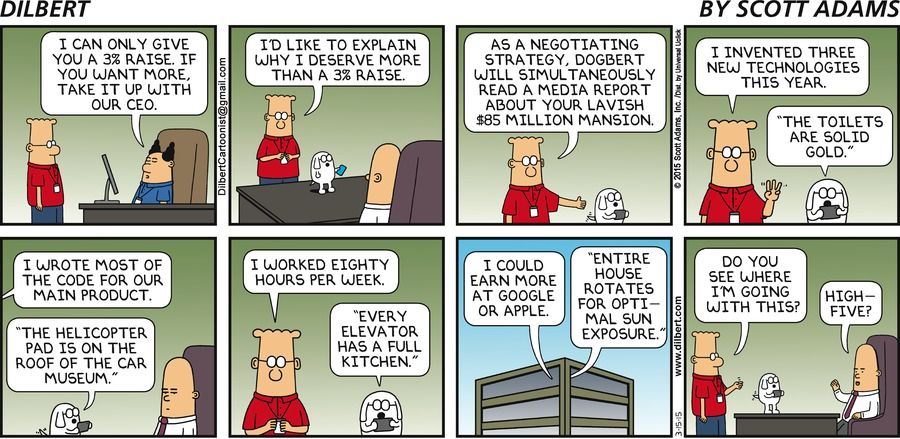 DILBERT
BY SCOTT ADAMS
I CAN ONLY GIVE
YOU A 3% RAISE. IF
YOU WANT MORE,
TAKE IT UP WITH
OUR CEO.
DilbertCartoonist@gmail.com
I'D LIKE TO EXPLAIN
WHY I DESERVE MORE
THAN A 3% RAISE.
AS A NEGOTIATING
STRATEGY, DOGBERT
WILL SIMULTANEOUSLY
READ A MEDIA REPORT
ABOUT YOUR LAVISH
$85 MILLION MANSION.
© 2015 Scott Adams, Inc. /Dist. by Universal Uclick
I INVENTED THREE
NEW TECHNOLOGIES
THIS YEAR.
"THE TOILETS
ARE SOLID
GOLD."
I WROTE MOST OF
THE CODE FOR OUR
MAIN PRODUCT.
"THE HELICOPTER
PAD IS ON THE
ROOF OF THE CAR
MUSEUM."
I WORKED EIGHTY
HOURS PER WEEK.
"EVERY
ELEVATOR
HAS A FULL
KITCHEN."
I COULD
EARN MORE
AT GOOGLE
OR APPLE.
"ENTIRE
HOUSE
ROTATES
FOR OPTI-
MAL SUN
EXPOSURE."
www.dilbert.com
3-15-15
DO YOU
SEE WHERE
I'M GOING
WITH THIS?
HIGH-
FIVE?